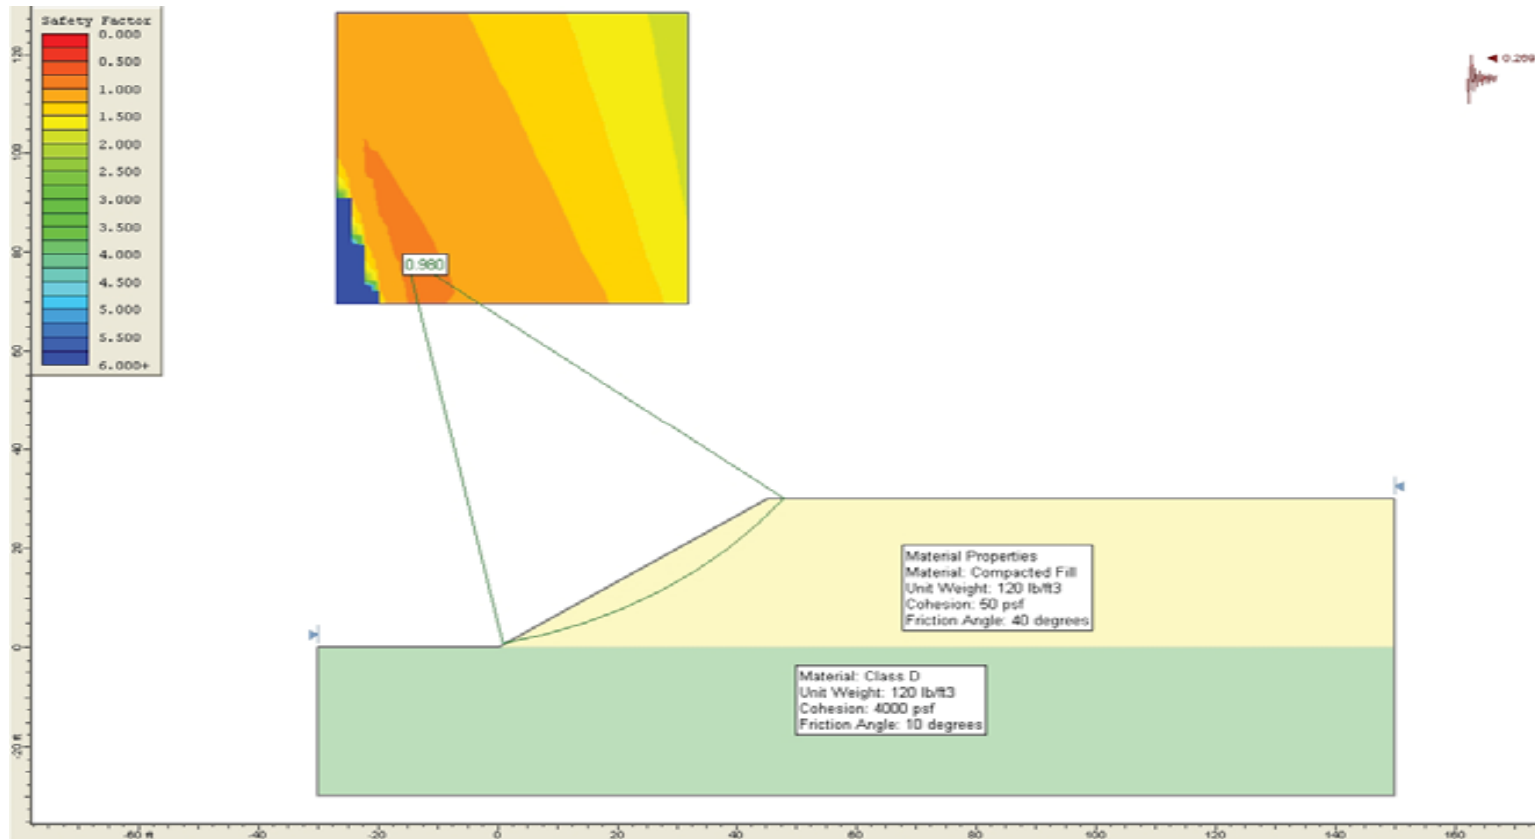 Safety Factor
0.000
0.500
1.000
1.500
2.000
2.500
3.000
3.500
4.000
4.500
5.000
5.500
6.000+
0.980
Material Properties
Material: Compacted Fill
Unit Weight: 120 lb/ft3
Cohesion: 50 psf
Friction Angle: 40 degrees
Material: Class D
Unit Weight: 120 lb/ft3
Cohesion: 4000 psf
Friction Angle: 10 degrees
120
100
80
60
40
20
0
-20 ft
-60 ft
-40
-20
0
20
40
60
80
100
120
140
160